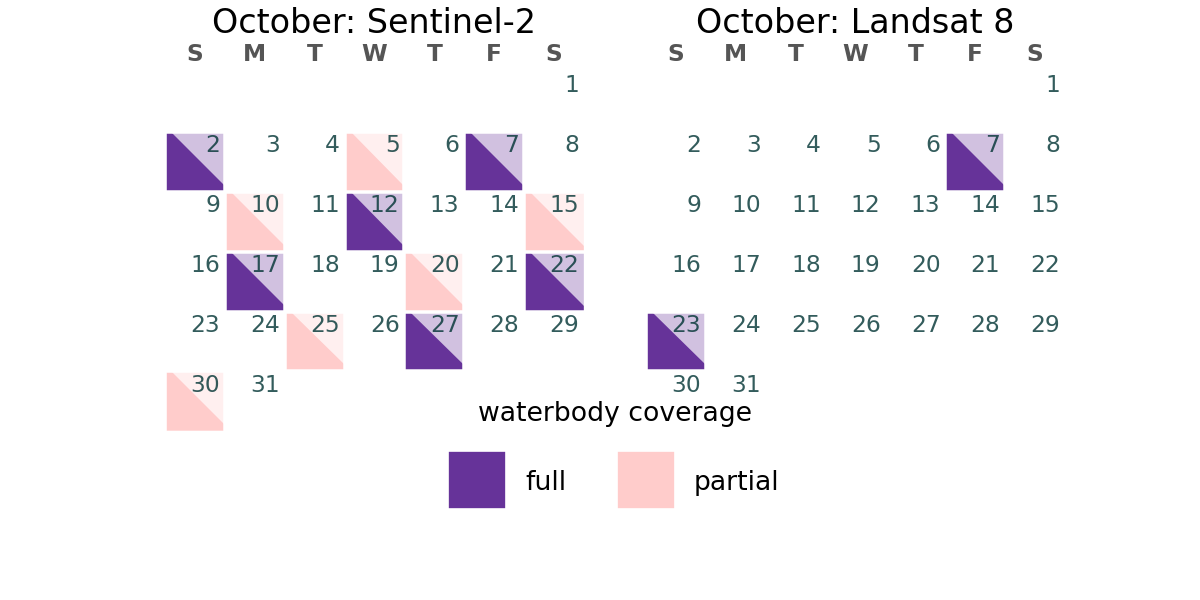 October: Sentinel-2
S M T W T F S
1
2 3 4 5 6 7 8
9 10 11 12 13 14 15
16 17 18 19 20 21 22
23 24 25 26 27 28 29
30 31
October: Landsat 8
S M T W T F S
1
2 3 4 5 6 7 8
9 10 11 12 13 14 15
16 17 18 19 20 21 22
23 24 25 26 27 28 29
30 31
waterbody coverage
full
partial